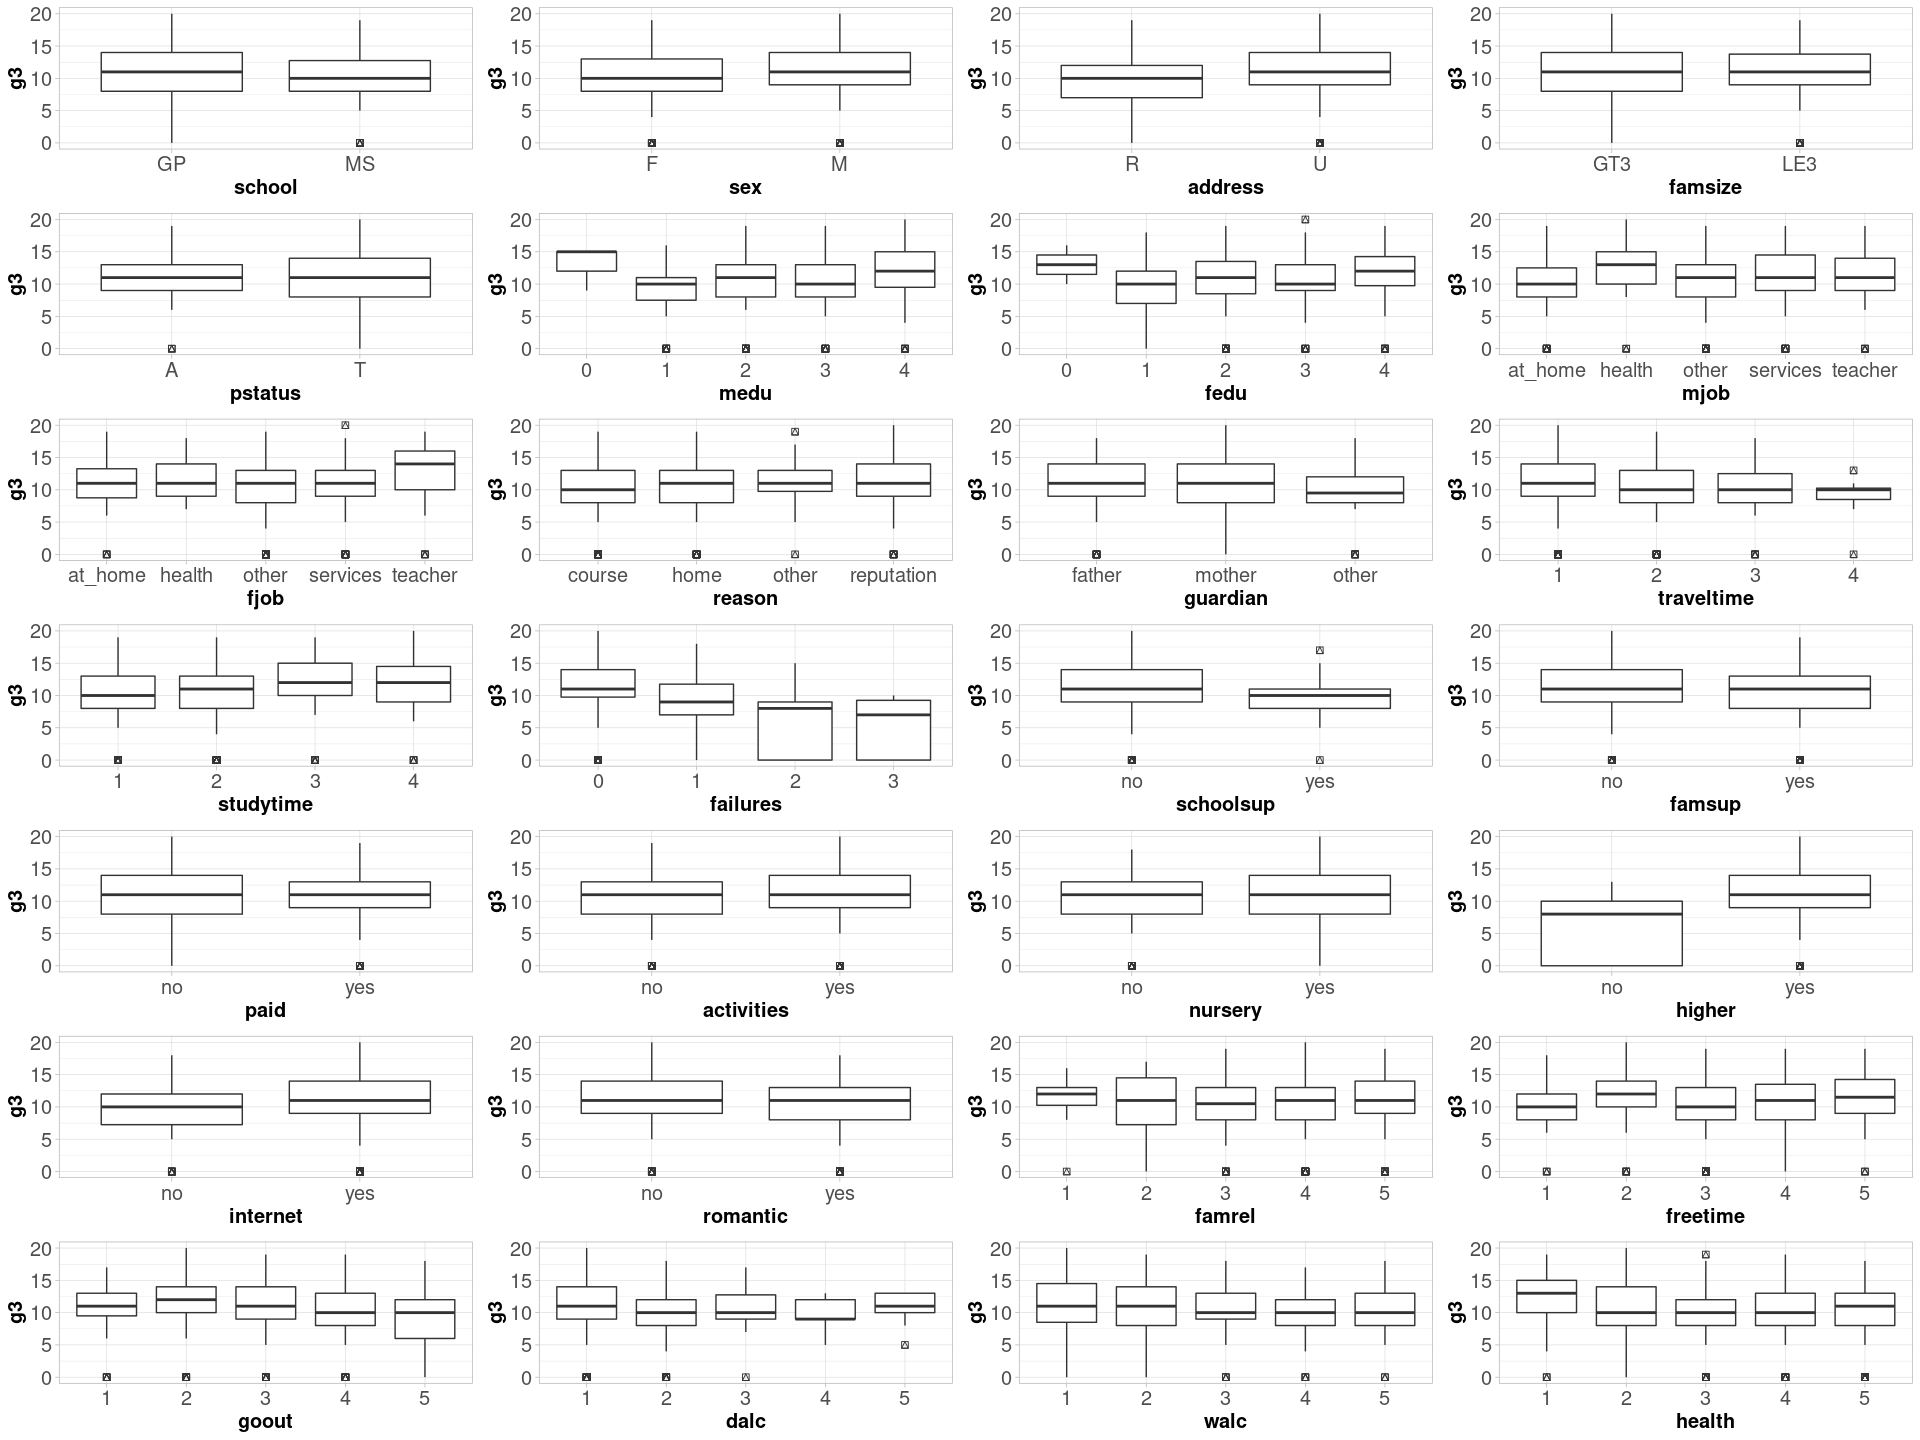 20 20 20 20
15 15 15 15
g3 10 g3 10 g3 10 g3 10
5 5 5 5
0 0 0 0
GP MS F M R U GT3 LE3
school sex address famsize
20 20 20 20
15 15 15 15
g3 10 g3 10 g3 10 g3 10
5 5 5 5
0 0 0 0
A T 0 1 2 3 4 0 1 2 3 4 at_home health other services teacher
pstatus medu fedu mjob
20 20 20 20
15 15 15 15
g3 10 g3 10 g3 10 g3 10
5 5 5 5
0 0 0 0
at_home health other services teacher course home other reputation father mother other 1 2 3 4
fjob reason guardian traveltime
20 20 20 20
15 15 15 15
g3 10 g3 10 g3 10 g3 10
5 5 5 5
0 0 0 0
1 2 3 4 0 1 2 3 no yes no yes
studytime failures schoolsup famsup
20 20 20 20
15 15 15 15
g3 10 g3 10 g3 10 g3 10
5 5 5 5
0 0 0 0
no yes no yes no yes no yes
paid activities nursery higher
20 20 20 20
15 15 15 15
g3 10 g3 10 g3 10 g3 10
5 5 5 5
0 0 0 0
no yes no yes 1 2 3 4 5 1 2 3 4 5
internet romantic famrel freetime
20 20 20 20
15 15 15 15
g3 10 g3 10 g3 10 g3 10
5 5 5 5
0 0 0 0
1 2 3 4 5 1 2 3 4 5 1 2 3 4 5 1 2 3 4 5
goout dalc walc health